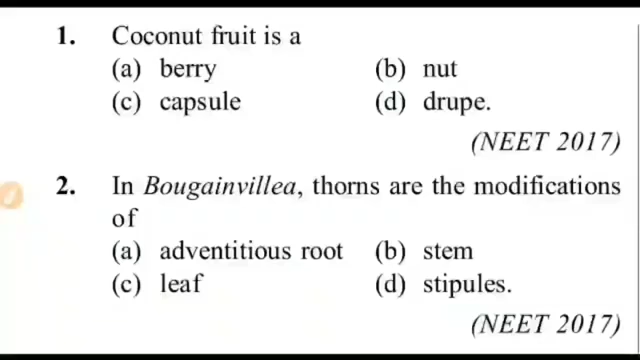 1. Coconut fruit is a
(a) berry (b) nut
(c) capsule (d) drupe.
(NEET 2017)
2. In Bougainvillea, thorns are the modifications
of
(a) adventitious root (b) stem
(c) leaf (d) stipules.
(NEET 2017)